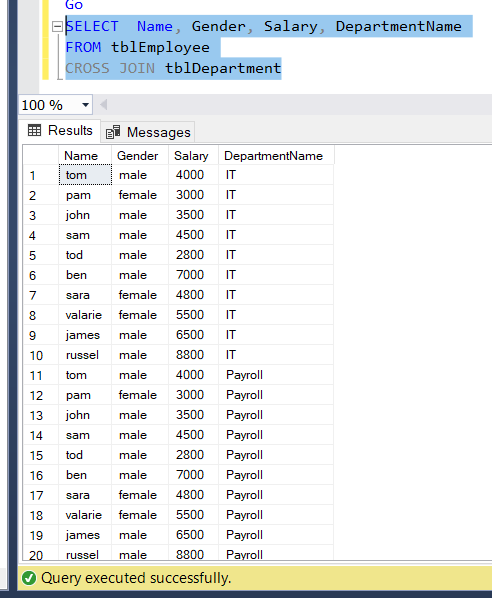 Go
SELECT  Name, Gender, Salary, DepartmentName
FROM tblEmployee
CROSS JOIN tblDepartment
100 %
Results Messages
Name Gender Salary DepartmentName
1 tom male 4000 IT
2 pam female 3000 IT
3 john male 3500 IT
4 sam male 4500 IT
5 tod male 2800 IT
6 ben male 7000 IT
7 sara female 4800 IT
8 valarie female 5500 IT
9 james male 6500 IT
10 russel male 8800 IT
11 tom male 4000 Payroll
12 pam female 3000 Payroll
13 john male 3500 Payroll
14 sam male 4500 Payroll
15 tod male 2800 Payroll
16 ben male 7000 Payroll
17 sara female 4800 Payroll
18 valarie female 5500 Payroll
19 james male 6500 Payroll
20 russel male 8800 Payroll
Query executed successfully.